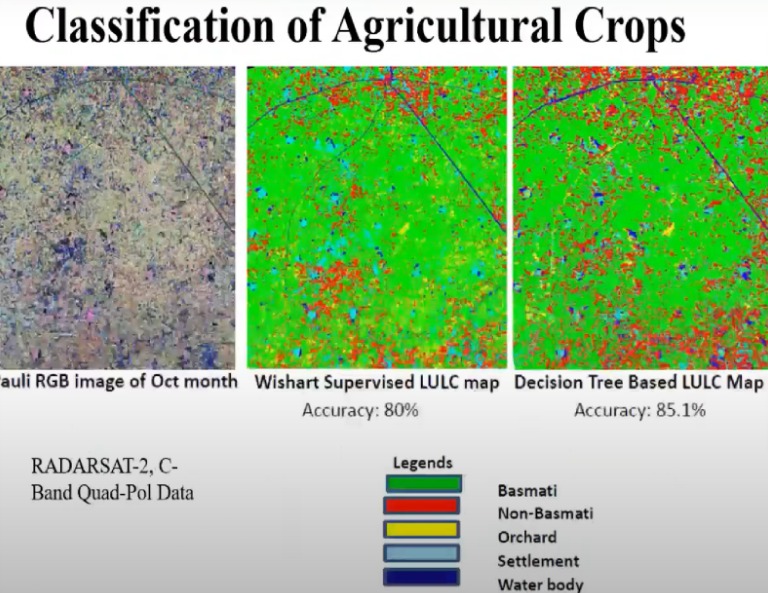 Classification of Agricultural Crops
auli RGB image of Oct month
Wishart Supervised LULC map
Decision Tree Based LULC Map
Accuracy: 80%
Accuracy: 85.1%
RADARSAT-2, C-
Band Quad-Pol Data
Legends
Basmati
Non-Basmati
Orchard
Settlement
Water body